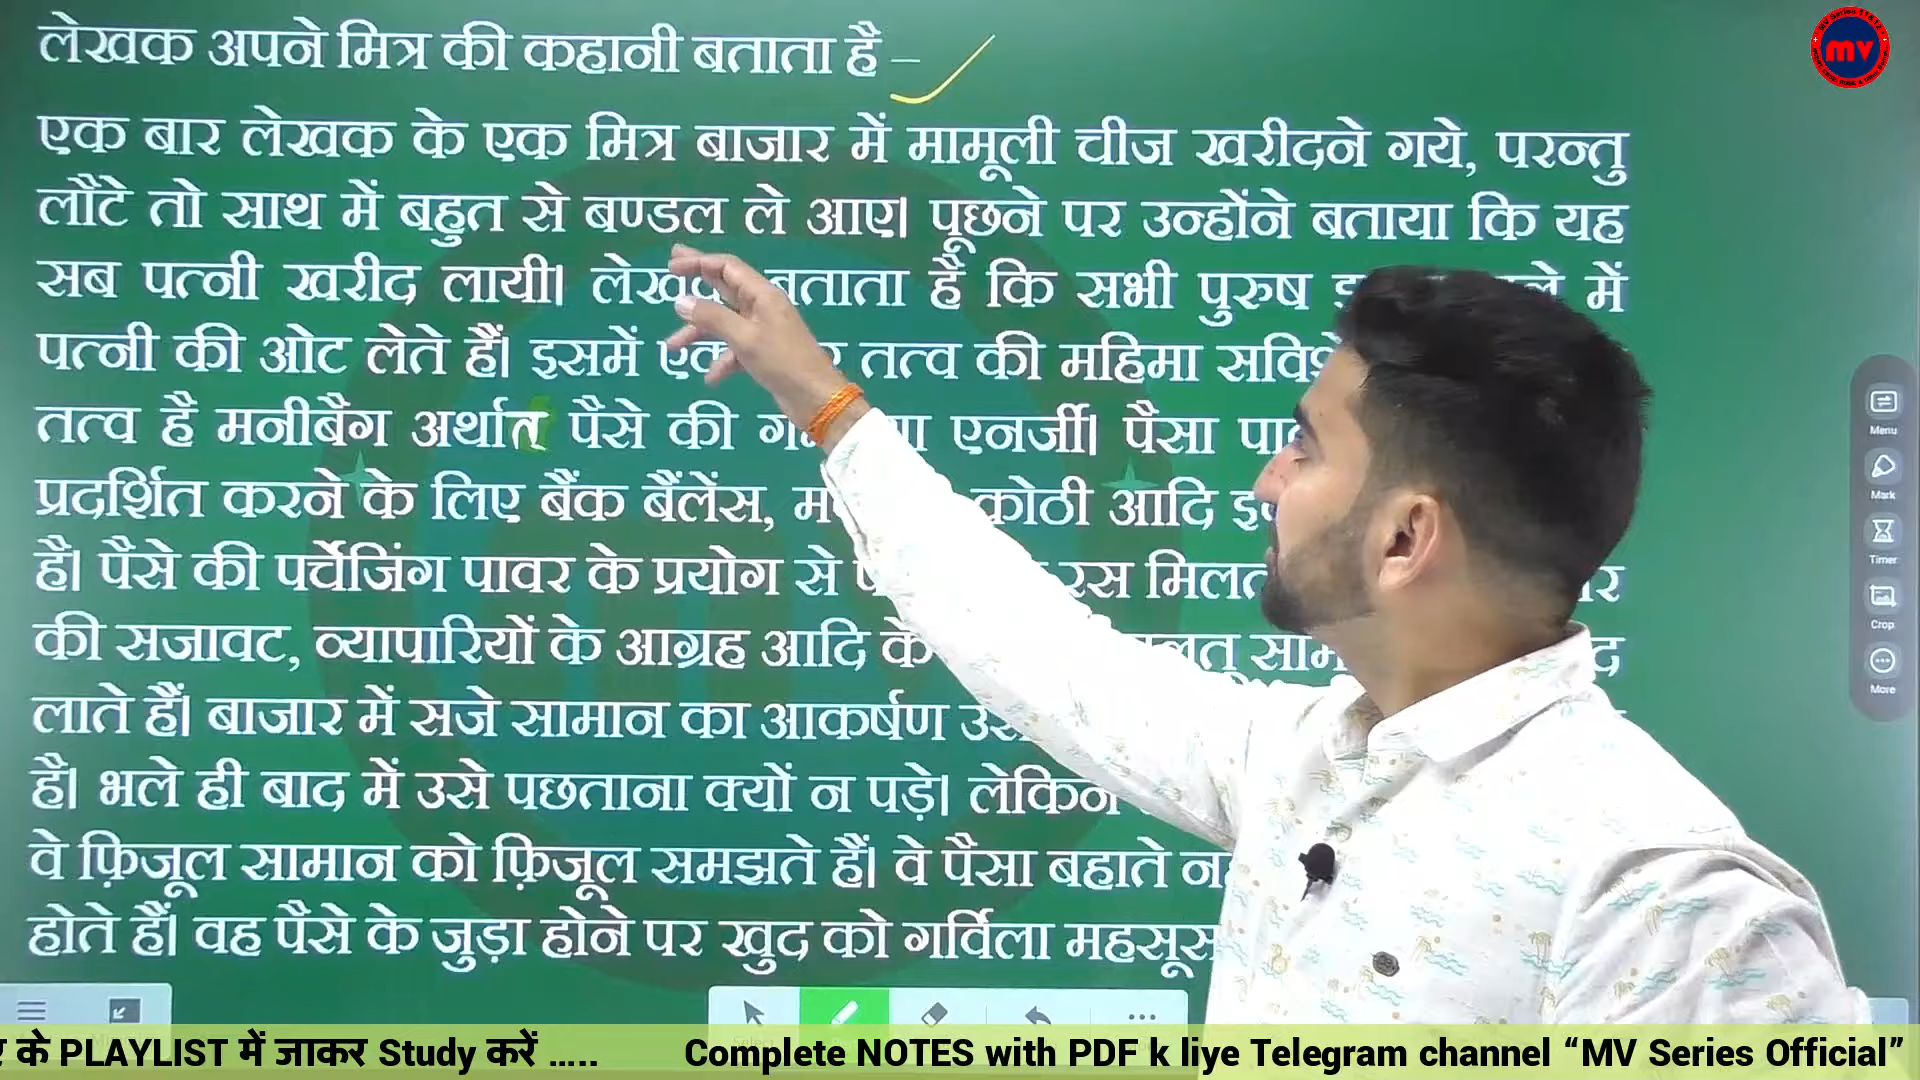 लेखक अपने मित्र की कहानी बताता है –
एक बार लेखक के एक मित्र बाजार में मामूली चीज खरीदने गये, परन्तु
लौटे तो साथ में बहुत से बण्डल ले आए। पूछने पर उन्होंने बताया कि यह
सब पत्नी खरीद लायी। बताता है कि सभी पुरुष में
पत्नी की ओट लेते हैं। इसमें तत्व की महिमा
तत्व है मनीबैग अर्थात पैसे की एनर्जी। पैसा
प्रदर्शित करने के लिए बैंक बैंलेंस, कोठी आदि
है। पैसे की पर्चेजिंग पावर के प्रयोग से रस
की सजावट, व्यापारियों के आग्रह आदि के
लाते हैं। बाजार में सजे सामान का आकर्षण
है। भले ही बाद में उसे पछताना क्यों न पड़े। लेकिन
वे फ़िजूल सामान को फ़िजूल समझते हैं। वे पैसा बहाते
होते हैं। वह पैसे के जुड़ा होने पर खुद को गर्विला
mv
Menu
Mark
Timer
Crop
More
के PLAYLIST में जाकर Study करें ..... Complete NOTES with PDF k liye Telegram channel “MV Series Official”